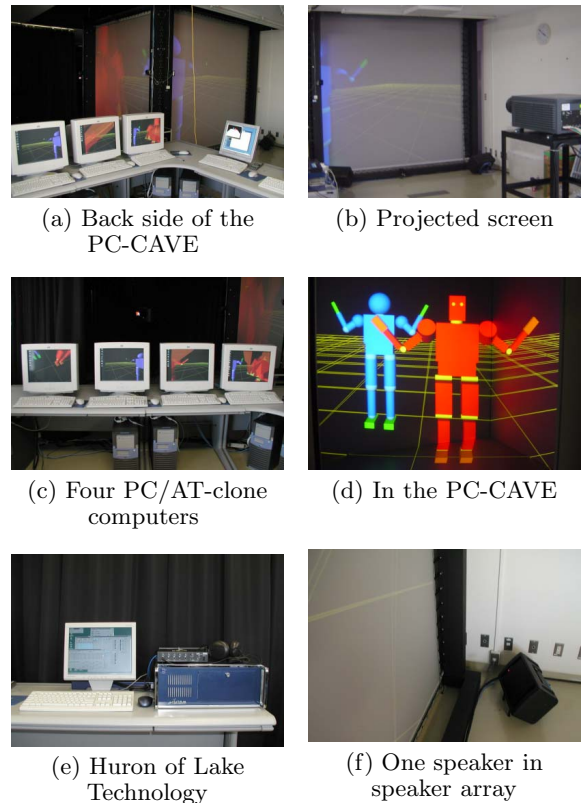 (a) Back side of the
PC-CAVE
(b) Projected screen
(c) Four PC/AT-clone
computers
(d) In the PC-CAVE
(e) Huron of Lake
Technology
(f) One speaker in
speaker array